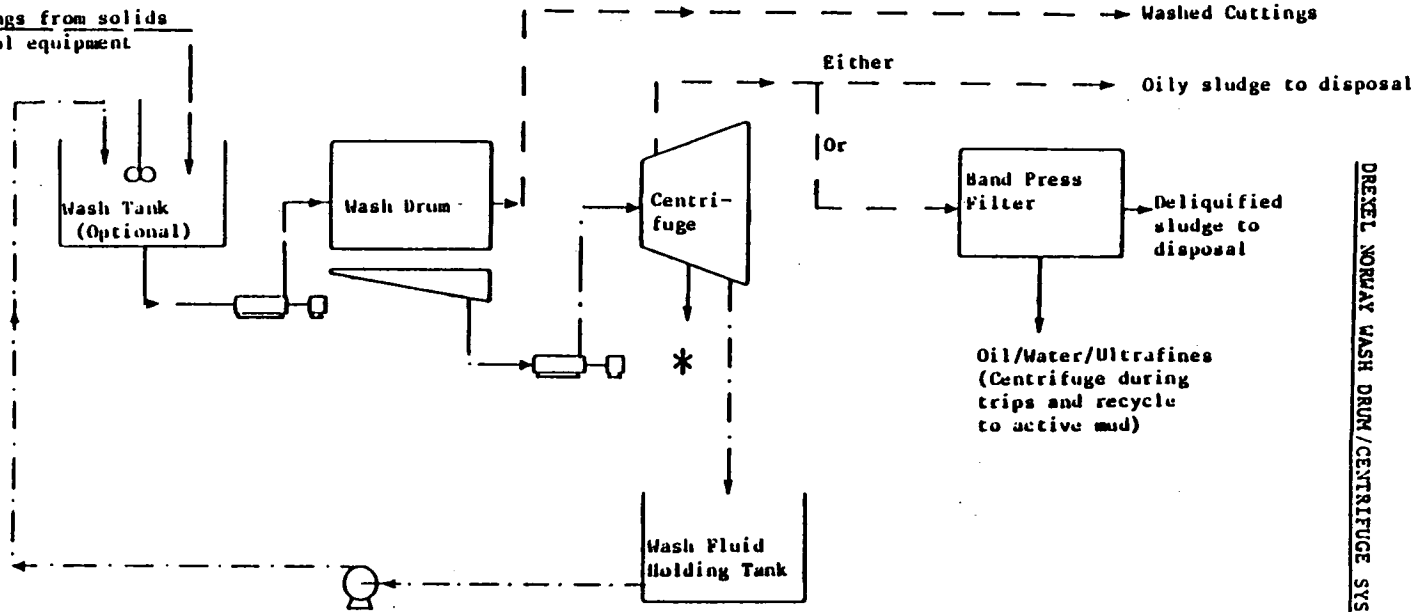 ngs from solids
ol equipment
Washed Cuttings
Either
Oily sludge to disposal
Or
Wash Tank
(Optional)
Wash Drum
Centri-
fuge
Band Press
Filter
Deliquified
sludge to
disposal
*
Oil/Water/Ultrafines
(Centrifuge during
trips and recycle
to active mud)
Wash Fluid
Holding Tank
DREXEL NORWAY WASH DRUM/CENTRIFUGE SYS